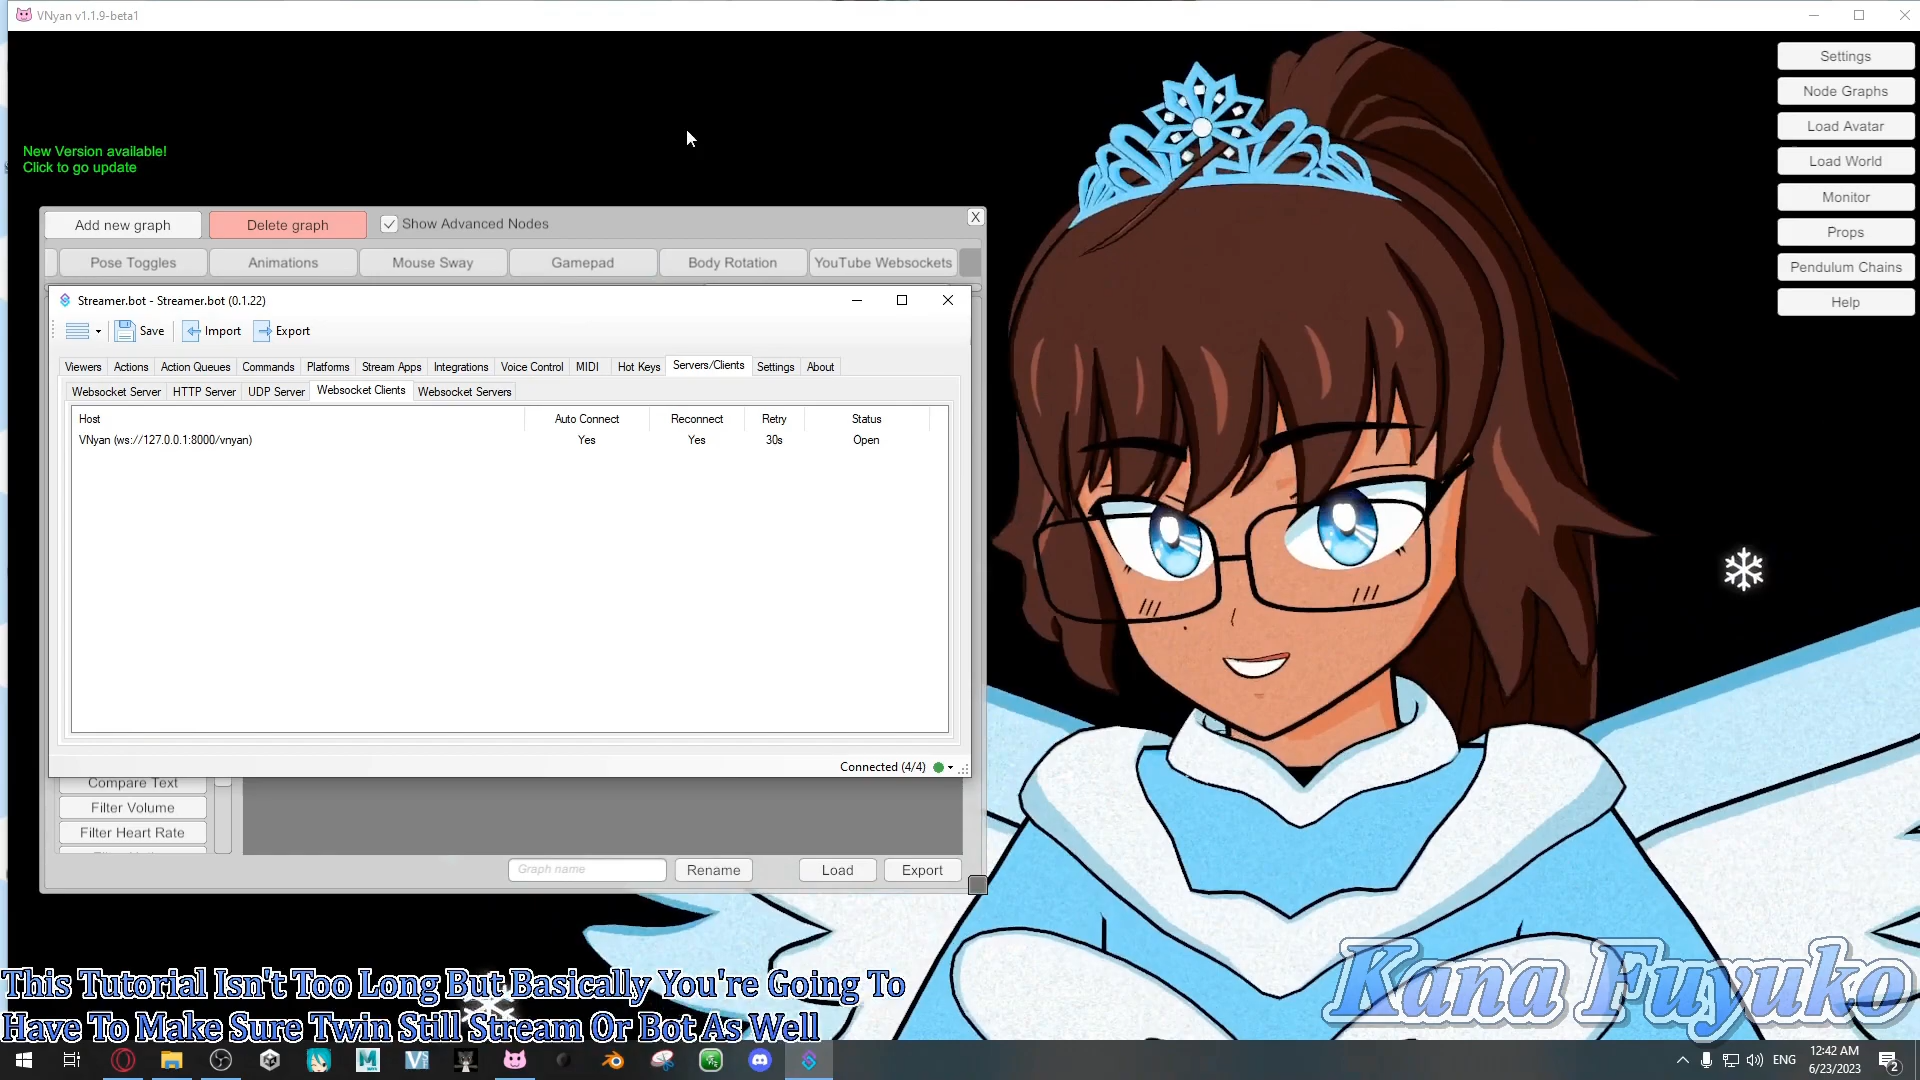 VNyan v1.1.9-beta1
Settings
Node Graphs
Load Avatar
Load World
Monitor
Props
Pendulum Chains
Help
New Version available!
Click to go update
Add new graph
Delete graph
Show Advanced Nodes
X
Pose Toggles
Animations
Mouse Sway
Gamepad
Body Rotation
YouTube Websockets
Streamer.bot - Streamer.bot (0.1.22)
Save
Import
Export
Viewers Actions Action Queues Commands Platforms Stream Apps Integrations Voice Control MIDI Hot Keys Servers/Clients Settings About
Websocket Server HTTP Server UDP Server Websocket Clients Websocket Servers
Host Auto Connect Reconnect Retry Status
VNyan (ws://127.0.0.1:8000/vnyan) Yes Yes 30s Open
Connected (4/4)
Compare Text
Filter Volume
Filter Heart Rate
Graph name
Rename
Load
Export
This Tutorial Isn't Too Long But Basically You're Going To
Have To Make Sure Twin Still Stream Or Bot As Well
Kana Fuyuko
ENG
12:42 AM
6/23/2023
2